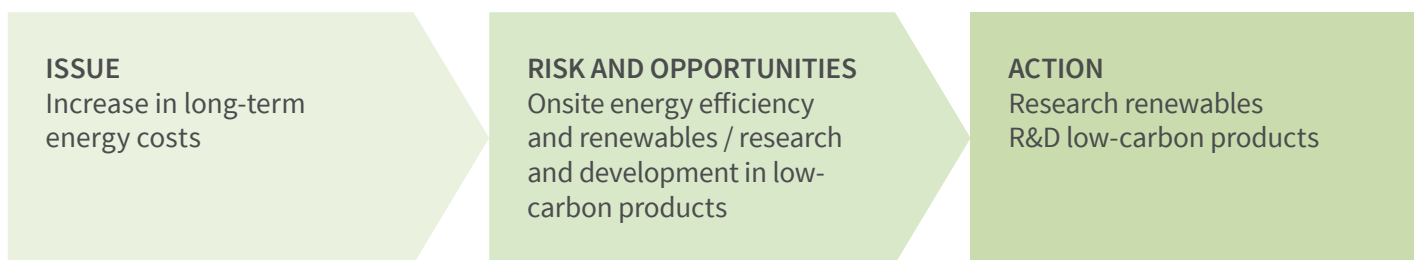 ISSUE
Increase in long-term
energy costs
RISK AND OPPORTUNITIES
Onsite energy efficiency
and renewables / research
and development in low-
carbon products
ACTION
Research renewables
R&D low-carbon products